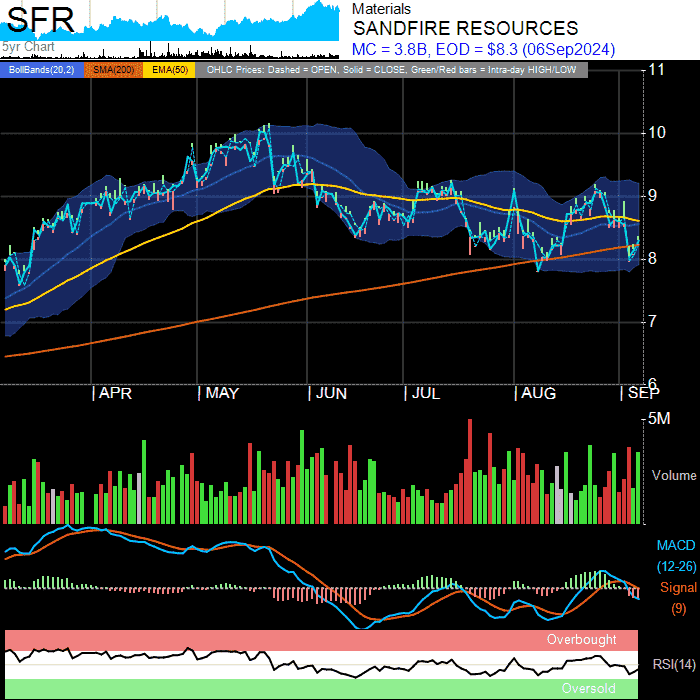 SFR
5yr Chart
Materials
SANDFIRE RESOURCES
MC = 3.8B, EOD = $8.3 (06Sep2024)
BollBands(20,2) SMA(200) EMA(50) OHLC Prices: Dashed = OPEN, Solid = CLOSE, Green/Red bars = Intra-day HIGH/LOW
11
10
9
8
7
6
APR MAY JUN JUL AUG SEP
5M
Volume
MACD
(12-26)
Signal
(9)
Overbought
RSI(14)
Oversold